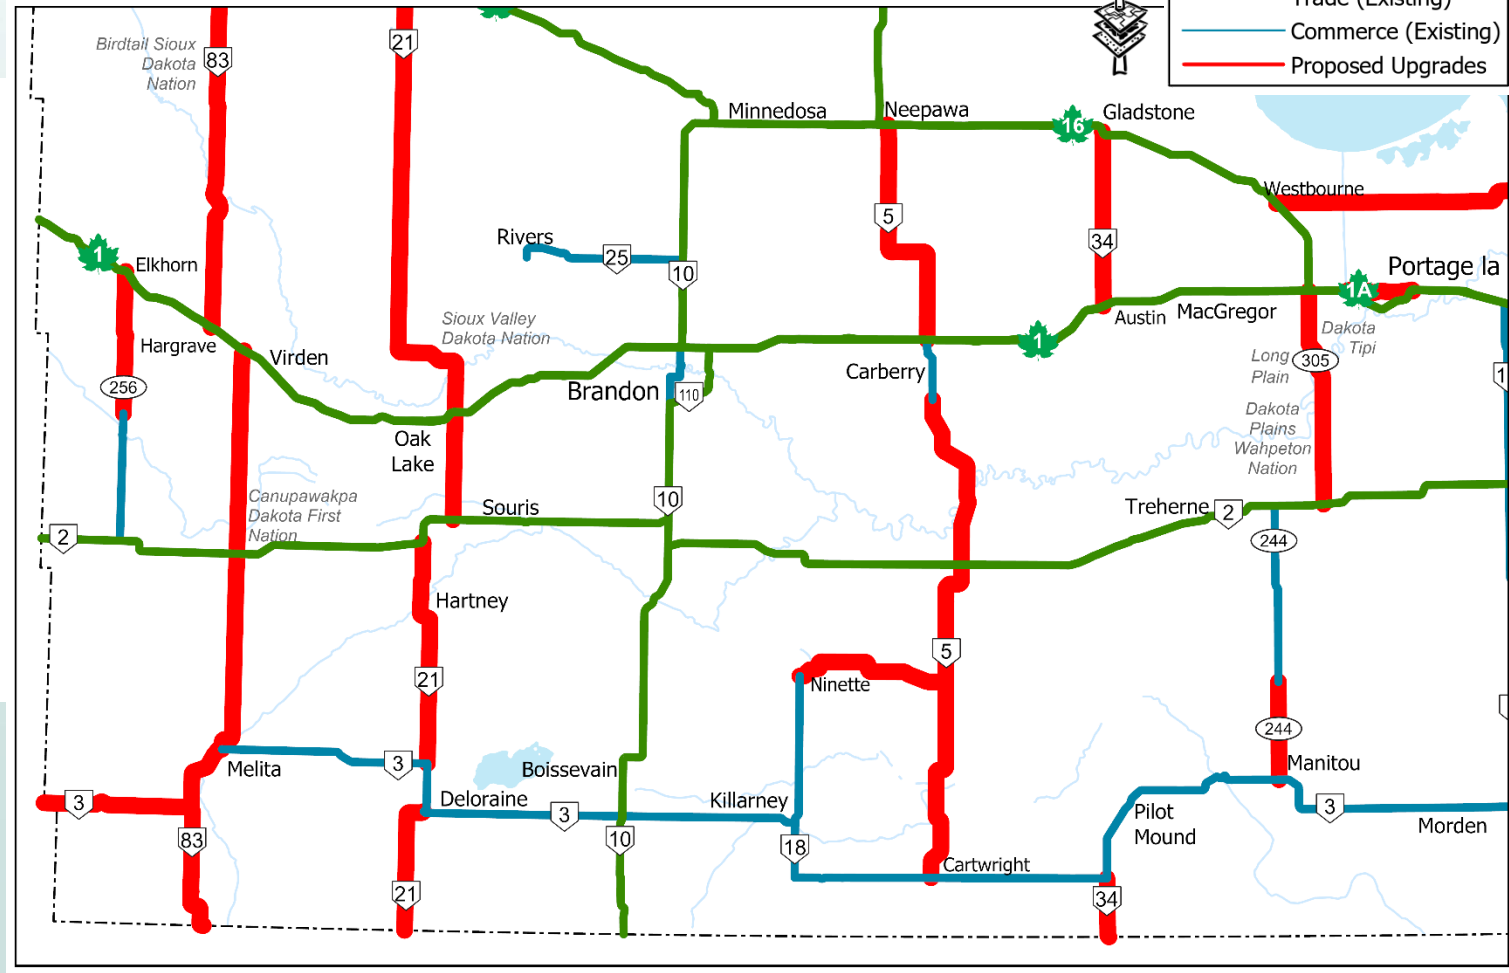 Trade (Existing)
Commerce (Existing)
Proposed Upgrades
Birdtail Sioux
Dakota
Nation
83
21
Minnedosa
Neepawa
16
Gladstone
Westbourne
5
34
Rivers
25
10
1
Elkhorn
Portage la
1A
Hargrave
Virden
Sioux Valley
Dakota Nation
Austin
MacGregor
Dakota
Tipi
1
Long
Plain
305
256
Brandon
110
Carberry
1
Dakota
Plains
Wahpeton
Nation
Oak
Lake
Canupawakpa
Dakota First
Nation
Souris
10
Treherne
2
2
244
Hartney
21
5
Ninette
244
Melita
3
Boissevain
Manitou
3
Deloraine
3
Killarney
3
Pilot
Mound
Morden
83
10
18
Cartwright
21
34